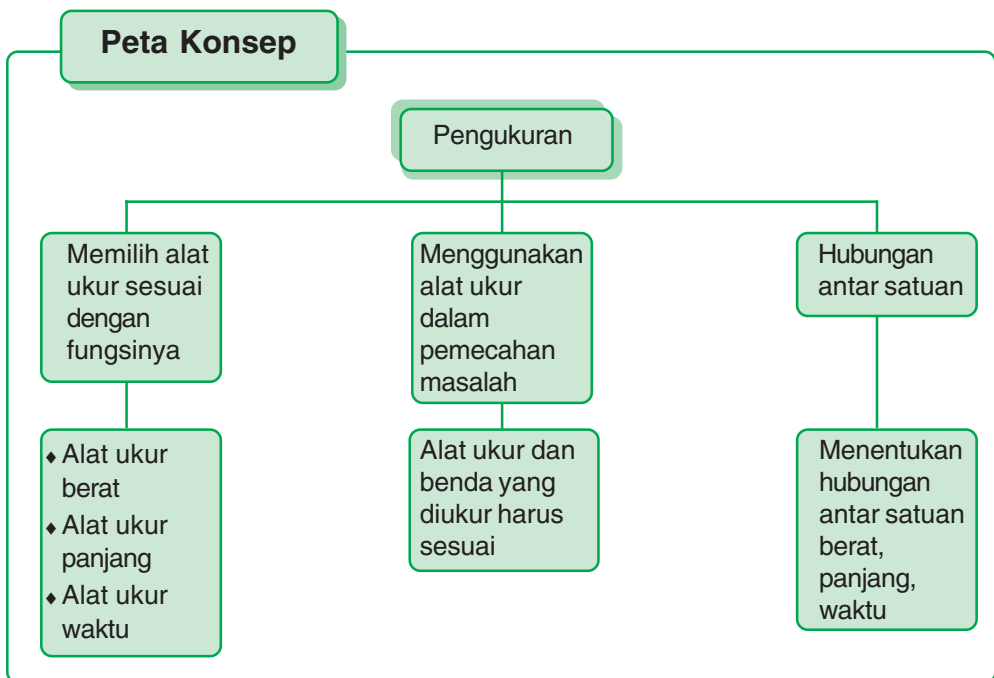 Peta Konsep
Pengukuran
Memilih alat
ukur sesuai
dengan
fungsinya
♦ Alat ukur
berat
♦ Alat ukur
panjang
♦ Alat ukur
waktu
Menggunakan
alat ukur
dalam
pemecahan
masalah
Alat ukur dan
benda yang
diukur harus
sesuai
Hubungan
antar satuan
Menentukan
hubungan
antar satuan
berat,
panjang,
waktu